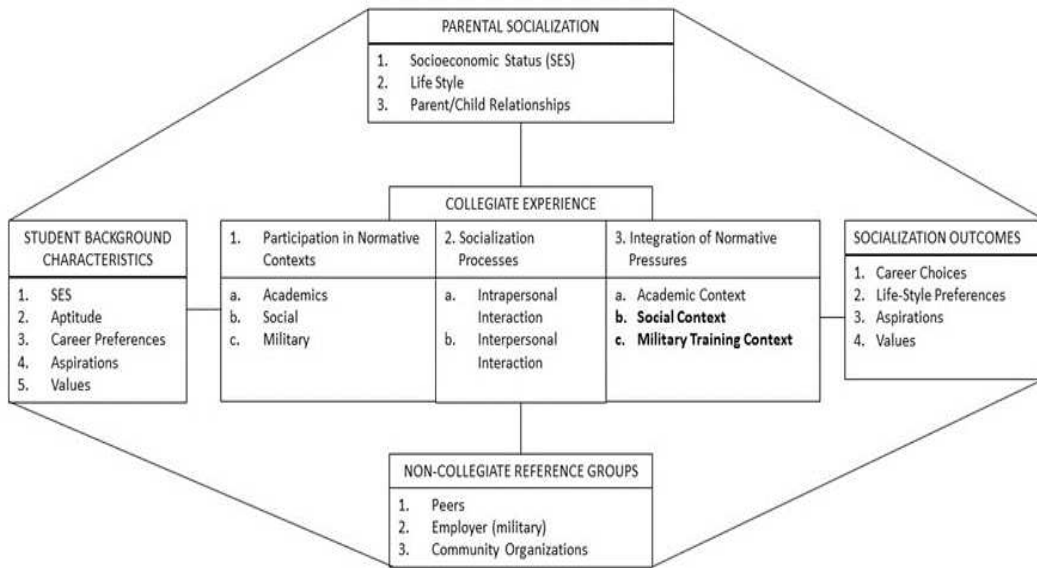 PARENTAL SOCIALIZATION
1. Socioeconomic Status (SES)
2. Life Style
3. Parent/Child Relationships
COLLEGIATE EXPERIENCE
STUDENT BACKGROUND
CHARACTERISTICS
1. SES
2. Aptitude
3. Career Preferences
4. Aspirations
5. Values
1. Participation in Normative
Contexts
a. Academics
b. Social
c. Military
2. Socialization
Processes
a. Intrapersonal
Interaction
b. Interpersonal
Interaction
3. Integration of Normative
Pressures
a. Academic Context
b. Social Context
c. Military Training Context
SOCIALIZATION OUTCOMES
1. Career Choices
2. Life-Style Preferences
3. Aspirations
4. Values
NON-COLLEGIATE REFERENCE GROUPS
1. Peers
2. Employer (military)
3. Community Organizations